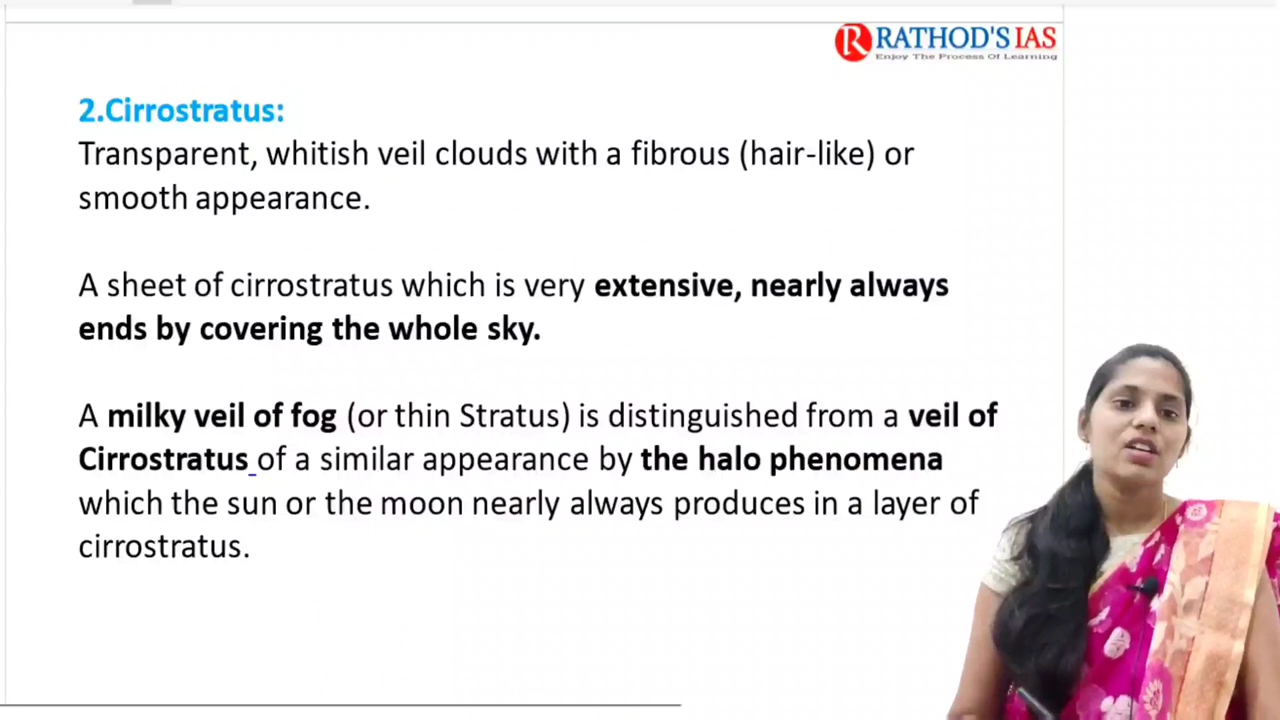 RATHOD'S IAS
Enjoy The Process Of Learning
2.Cirrostratus:
Transparent, whitish veil clouds with a fibrous (hair-like) or
smooth appearance.
A sheet of cirrostratus which is very extensive, nearly always
ends by covering the whole sky.
A milky veil of fog (or thin Stratus) is distinguished from a veil of
Cirrostratus of a similar appearance by the halo phenomena
which the sun or the moon nearly always produces in a layer of
cirrostratus.